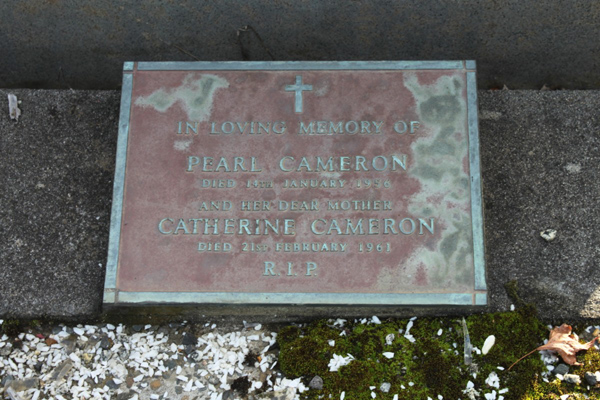 IN LOVING MEMORY OF
PEARL CAMERON
DIED 14TH JANUARY 1956
AND HER DEAR MOTHER
CATHERINE CAMERON
DIED 21ST FEBRUARY 1961
R.I.P